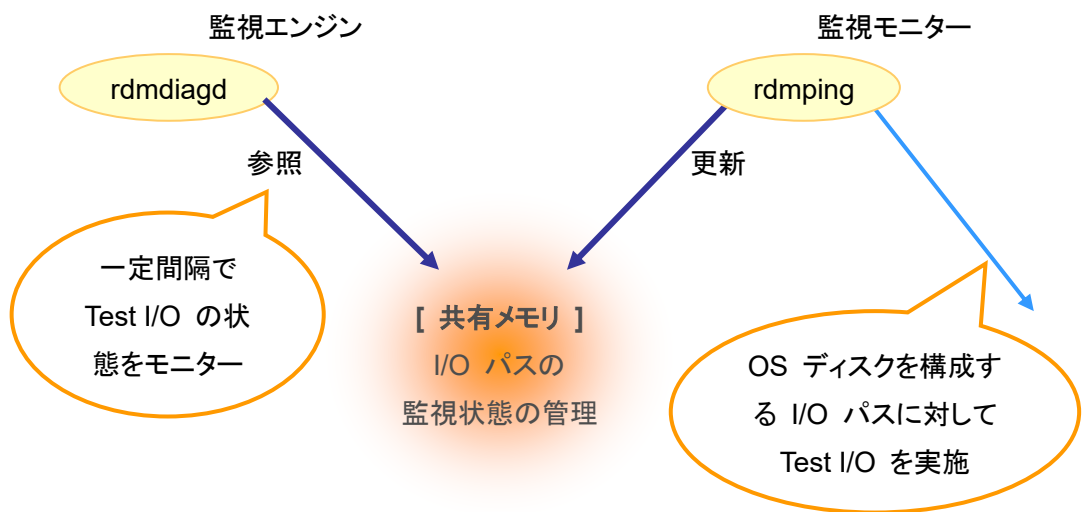 監視エンジン
監視モニター
rdmdiagd
rdmping
参照
更新
一定間隔で
Test I/O の状
態をモニター
[ 共有メモリ ]
I/O パスの
監視状態の管理
OS ディスクを構成す
る I/O パスに対して
Test I/O を実施